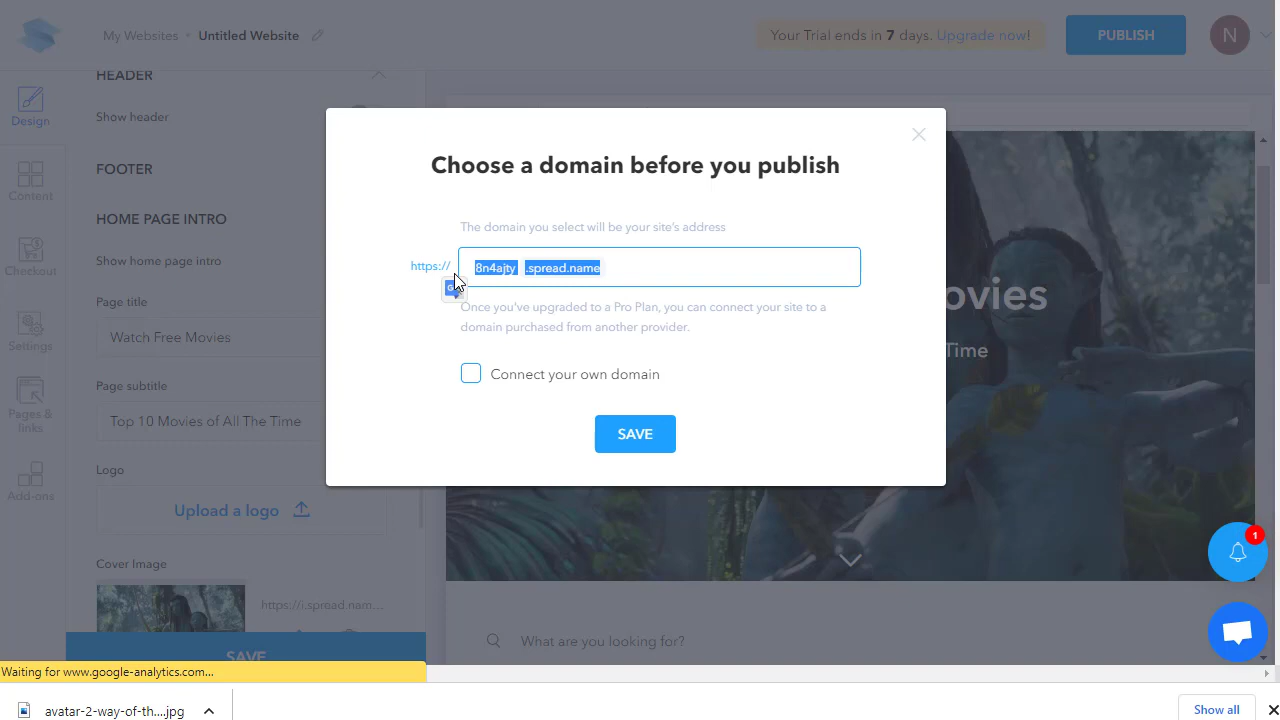 My Websites
Untitled Website
Your Trial ends in 7 days. Upgrade now!
PUBLISH
N
HEADER
Show header
FOOTER
HOME PAGE INTRO
Show home page intro
Page title
Watch Free Movies
Page subtitle
Top 10 Movies of All The Time
Logo
Upload a logo
Cover Image
https://i.spread.nam...
SAVE
Design
Content
Checkout
Settings
Pages &
links
Add-ons
Choose a domain before you publish
The domain you select will be your site's address
https://
8n4ajty .spread.name
Once you've upgraded to a Pro Plan, you can connect your site to a
domain purchased from another provider.
Connect your own domain
SAVE
ovies
Time
What are you looking for?
1
Waiting for www.google-analytics.com...
avatar-2-way-of-th....jpg
Show all